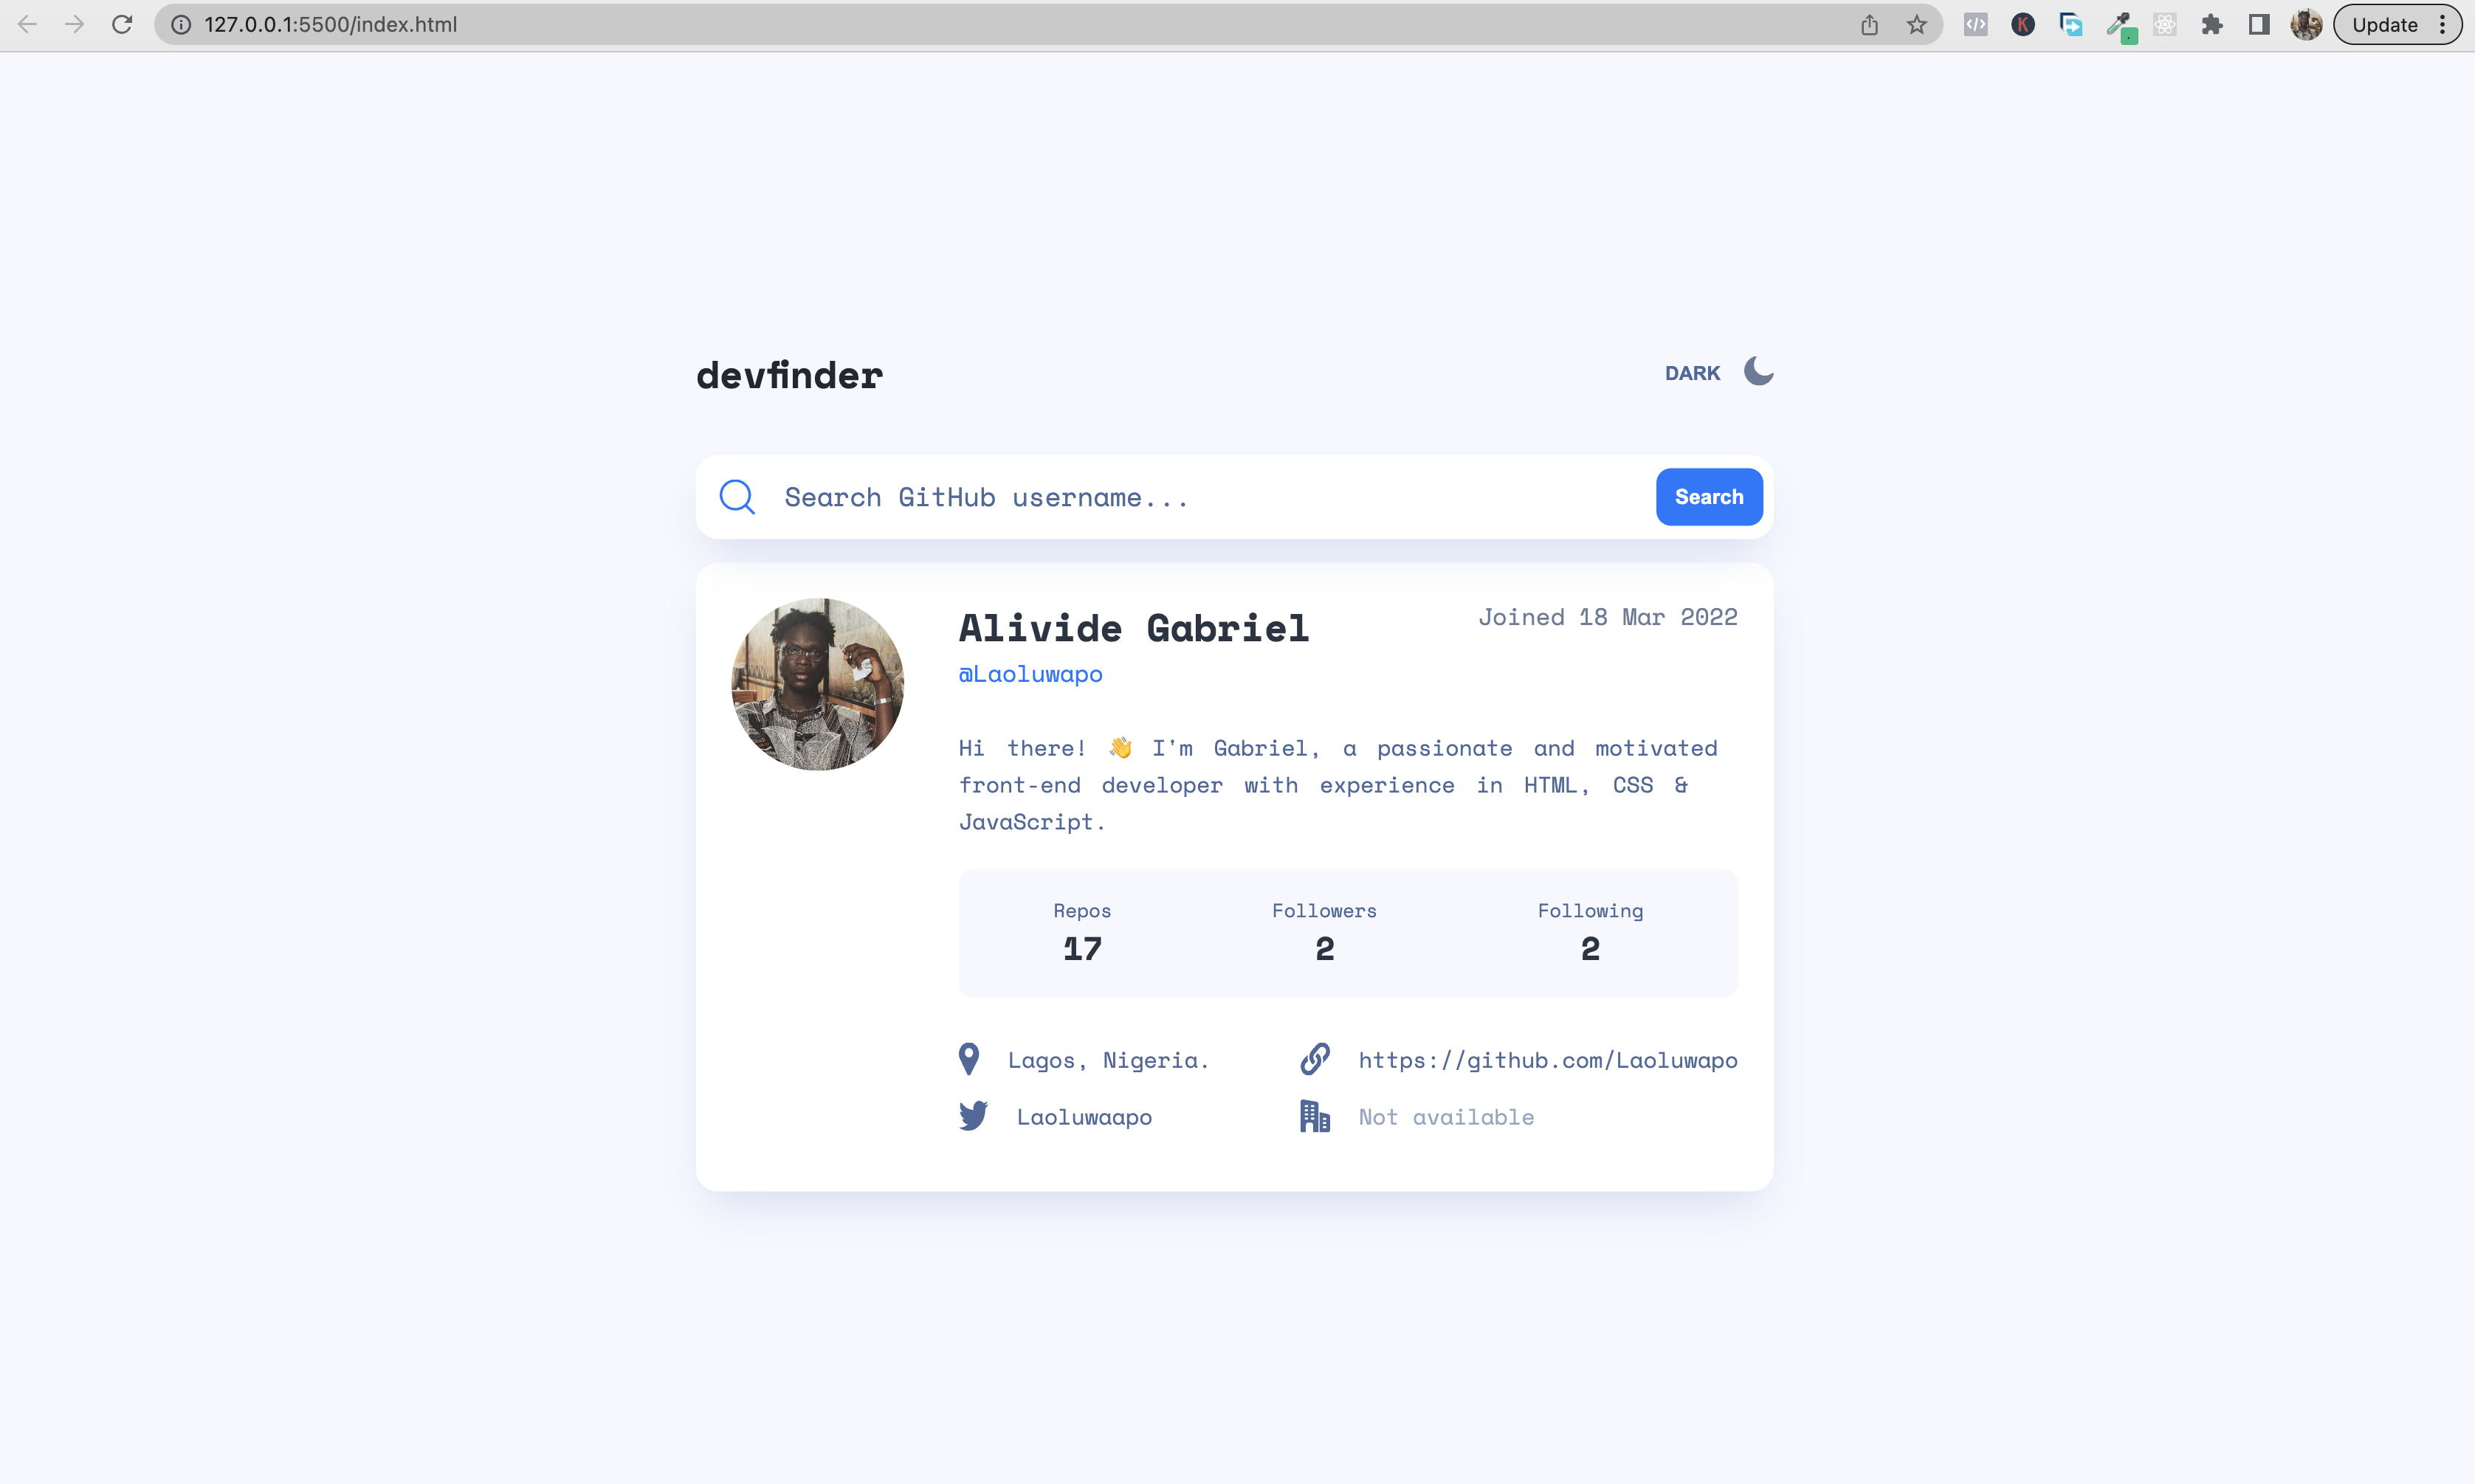 127.0.0.1:5500/index.html
Update
devfinder
DARK
Search GitHub username...
Search
Alivide Gabriel
Joined 18 Mar 2022
@Laoluwapo
Hi there! 👋 I'm Gabriel, a passionate and motivated
front-end developer with experience in HTML, CSS &
JavaScript.
Repos
Followers
Following
17
2
2
Lagos, Nigeria.
https://github.com/Laoluwapo
Laoluwaapo
Not available